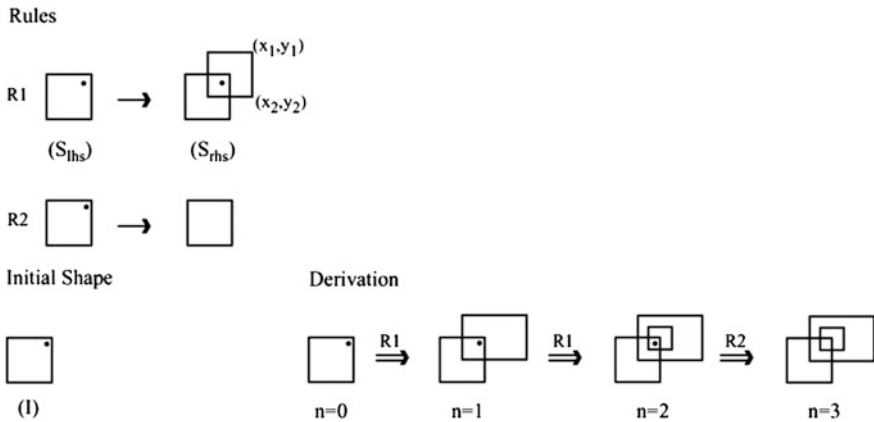 Rules
(x₁,y₁)
R1
(x₂,y₂)
(Slhs) (Srhs)
R2
Initial Shape Derivation
R1 R1 R2
(I) n=0 n=1 n=2 n=3